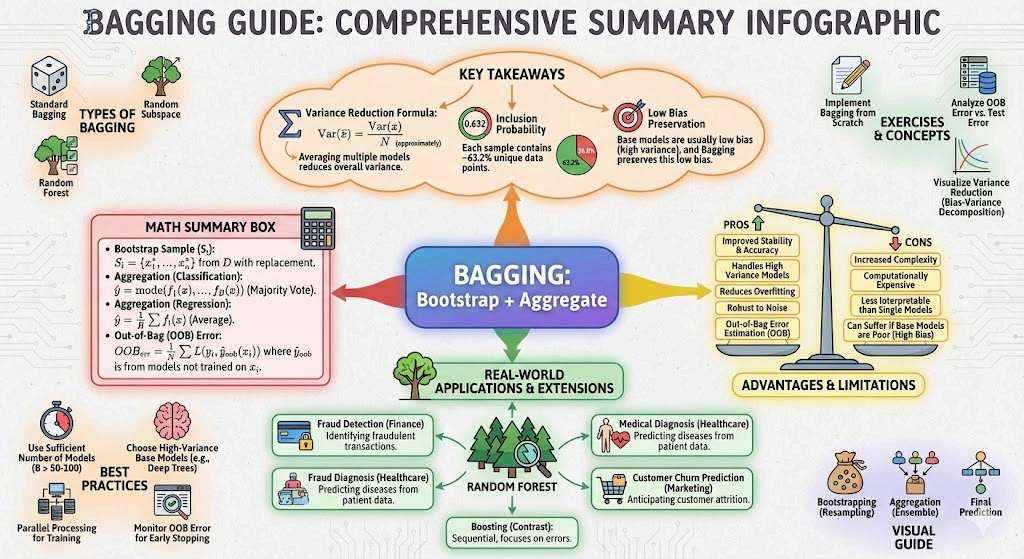 BAGGING GUIDE: COMPREHENSIVE SUMMARY INFOGRAPHIC
Standard
Bagging
Random
Subspace
TYPES OF
BAGGING
Random
Forest
KEY TAKEAWAYS
Variance Reduction Formula:
Var(x̄) = Var(x) / N (approximately)
Averaging multiple models
reduces overall variance.
0.632
Inclusion
Probability
Each sample contains
~63.2% unique data
points.
36.8%
63.2%
Low Bias
Preservation
Base models are usually low bias
(kigh variance), and Bagging
preserves this low bias.
Implement
Bagging from
Scratch
Analyze OOB
Error vs. Test
Error
EXERCISES
& CONCEPTS
Visualize Variance
Reduction
(Bias-Variance
Decomposition)
MATH SUMMARY BOX
• Bootstrap Sample (Sᵢ):
Sᵢ = {x₁*, ..., xₙ*} from D with replacement.
• Aggregation (Classification):
ŷ = mode(f₁(x), ..., f_B(x)) (Majority Vote).
• Aggregation (Regression):
ŷ = 1/B ∑ fᵢ(x) (Average).
• Out-of-Bag (OOB) Error:
OOB_err = 1/N ∑ L(yᵢ, ŷ_oob(xᵢ)) where ŷ_oob
is from models not trained on xᵢ.
BAGGING:
Bootstrap + Aggregate
PROS
Improved Stability
& Accuracy
Handles High
Variance Models
Reduces Overfitting
Robust to Noise
Out-of-Bag Error
Estimation (OOB)
CONS
Increased Complexity
Computationally
Expensive
Less Interpretable
than Single Models
Can Suffer if Base Models
are Poor (High Bias)
ADVANTAGES & LIMITATIONS
REAL-WORLD
APPLICATIONS & EXTENSIONS
Fraud Detection (Finance)
Identifying fraudulent
transactions.
Medical Diagnosis (Healthcare)
Predicting diseases from
patient data.
Fraud Diagnosis (Healthcare)
Predicting diseases from
patient data.
Customer Churn Prediction
(Marketing)
Anticipating customer attrition.
RANDOM FOREST
Boosting (Contrast):
Sequential, focuses on errors.
Use Sufficient
Number of Models
(B > 50-100)
Choose High-Variance
Base Models (e.g.,
Deep Trees)
BEST
PRACTICES
Parallel Processing
for Training
Monitor OOB Error
for Early Stopping
Bootstrapping
(Resampling)
Aggregation
(Ensemble)
Final
Prediction
VISUAL
GUIDE